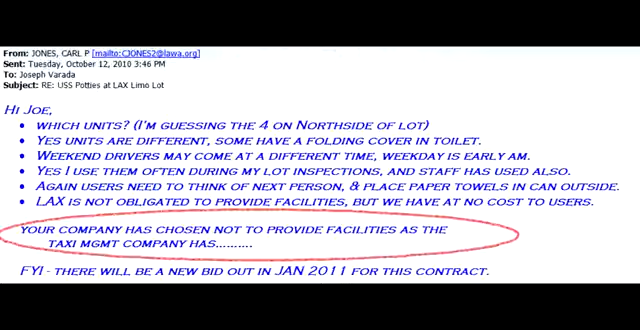 From: JONES, CARL P [mailto:CJONES2@lawa.org]
Sent: Tuesday, October 12, 2010 3:46 PM
To: Joseph Varada
Subject: RE: USS Potties at LAX Limo Lot
HI JOE,
• WHICH UNITS? (I'M GUESSING THE 4 ON NORTHSIDE OF LOT)
• YES UNITS ARE DIFFERENT, SOME HAVE A FOLDING COVER IN TOILET.
• WEEKEND DRIVERS MAY COME AT A DIFFERENT TIME, WEEKDAY IS EARLY AM.
• YES I USE THEM OFTEN DURING MY LOT INSPECTIONS, AND STAFF HAS USED ALSO.
• AGAIN USERS NEED TO THINK OF NEXT PERSON, & PLACE PAPER TOWELS IN CAN OUTSIDE.
• LAX IS NOT OBLIGATED TO PROVIDE FACILITIES, BUT WE HAVE AT NO COST TO USERS.
YOUR COMPANY HAS CHOSEN NOT TO PROVIDE FACILITIES AS THE
TAXI MGMT COMPANY HAS.........
FYI - THERE WILL BE A NEW BID OUT IN JAN 2011 FOR THIS CONTRACT.